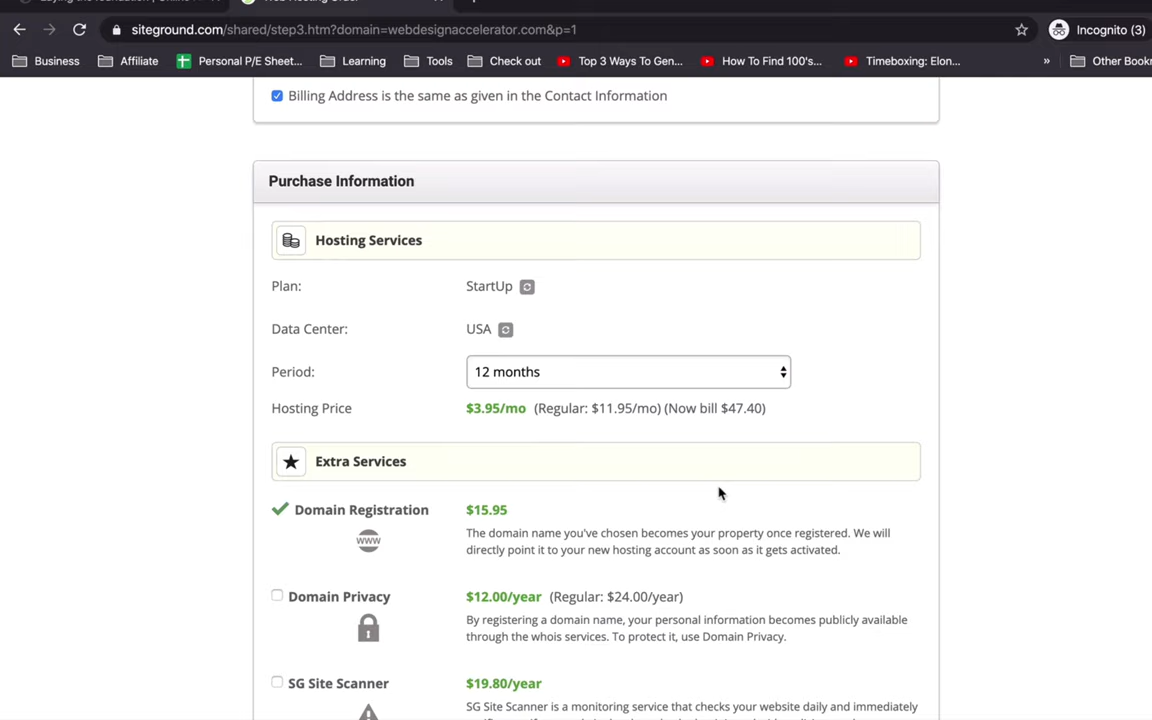 siteground.com/shared/step3.htm?domain=webdesignaccelerator.com&p=1
Incognito (3)
Business
Affiliate
Personal P/E Sheet...
Learning
Tools
Check out
Top 3 Ways To Gen...
How To Find 100's...
Timeboxing: Elon...
»
Other Bookm
Billing Address is the same as given in the Contact Information
Purchase Information
Hosting Services
Plan: StartUp
Data Center: USA
Period: 12 months
Hosting Price $3.95/mo (Regular: $11.95/mo) (Now bill $47.40)
Extra Services
Domain Registration $15.95
www
The domain name you've chosen becomes your property once registered. We will
directly point it to your new hosting account as soon as it gets activated.
Domain Privacy $12.00/year (Regular: $24.00/year)
By registering a domain name, your personal information becomes publicly available
through the whois services. To protect it, use Domain Privacy.
SG Site Scanner $19.80/year
SG Site Scanner is a monitoring service that checks your website daily and immediately